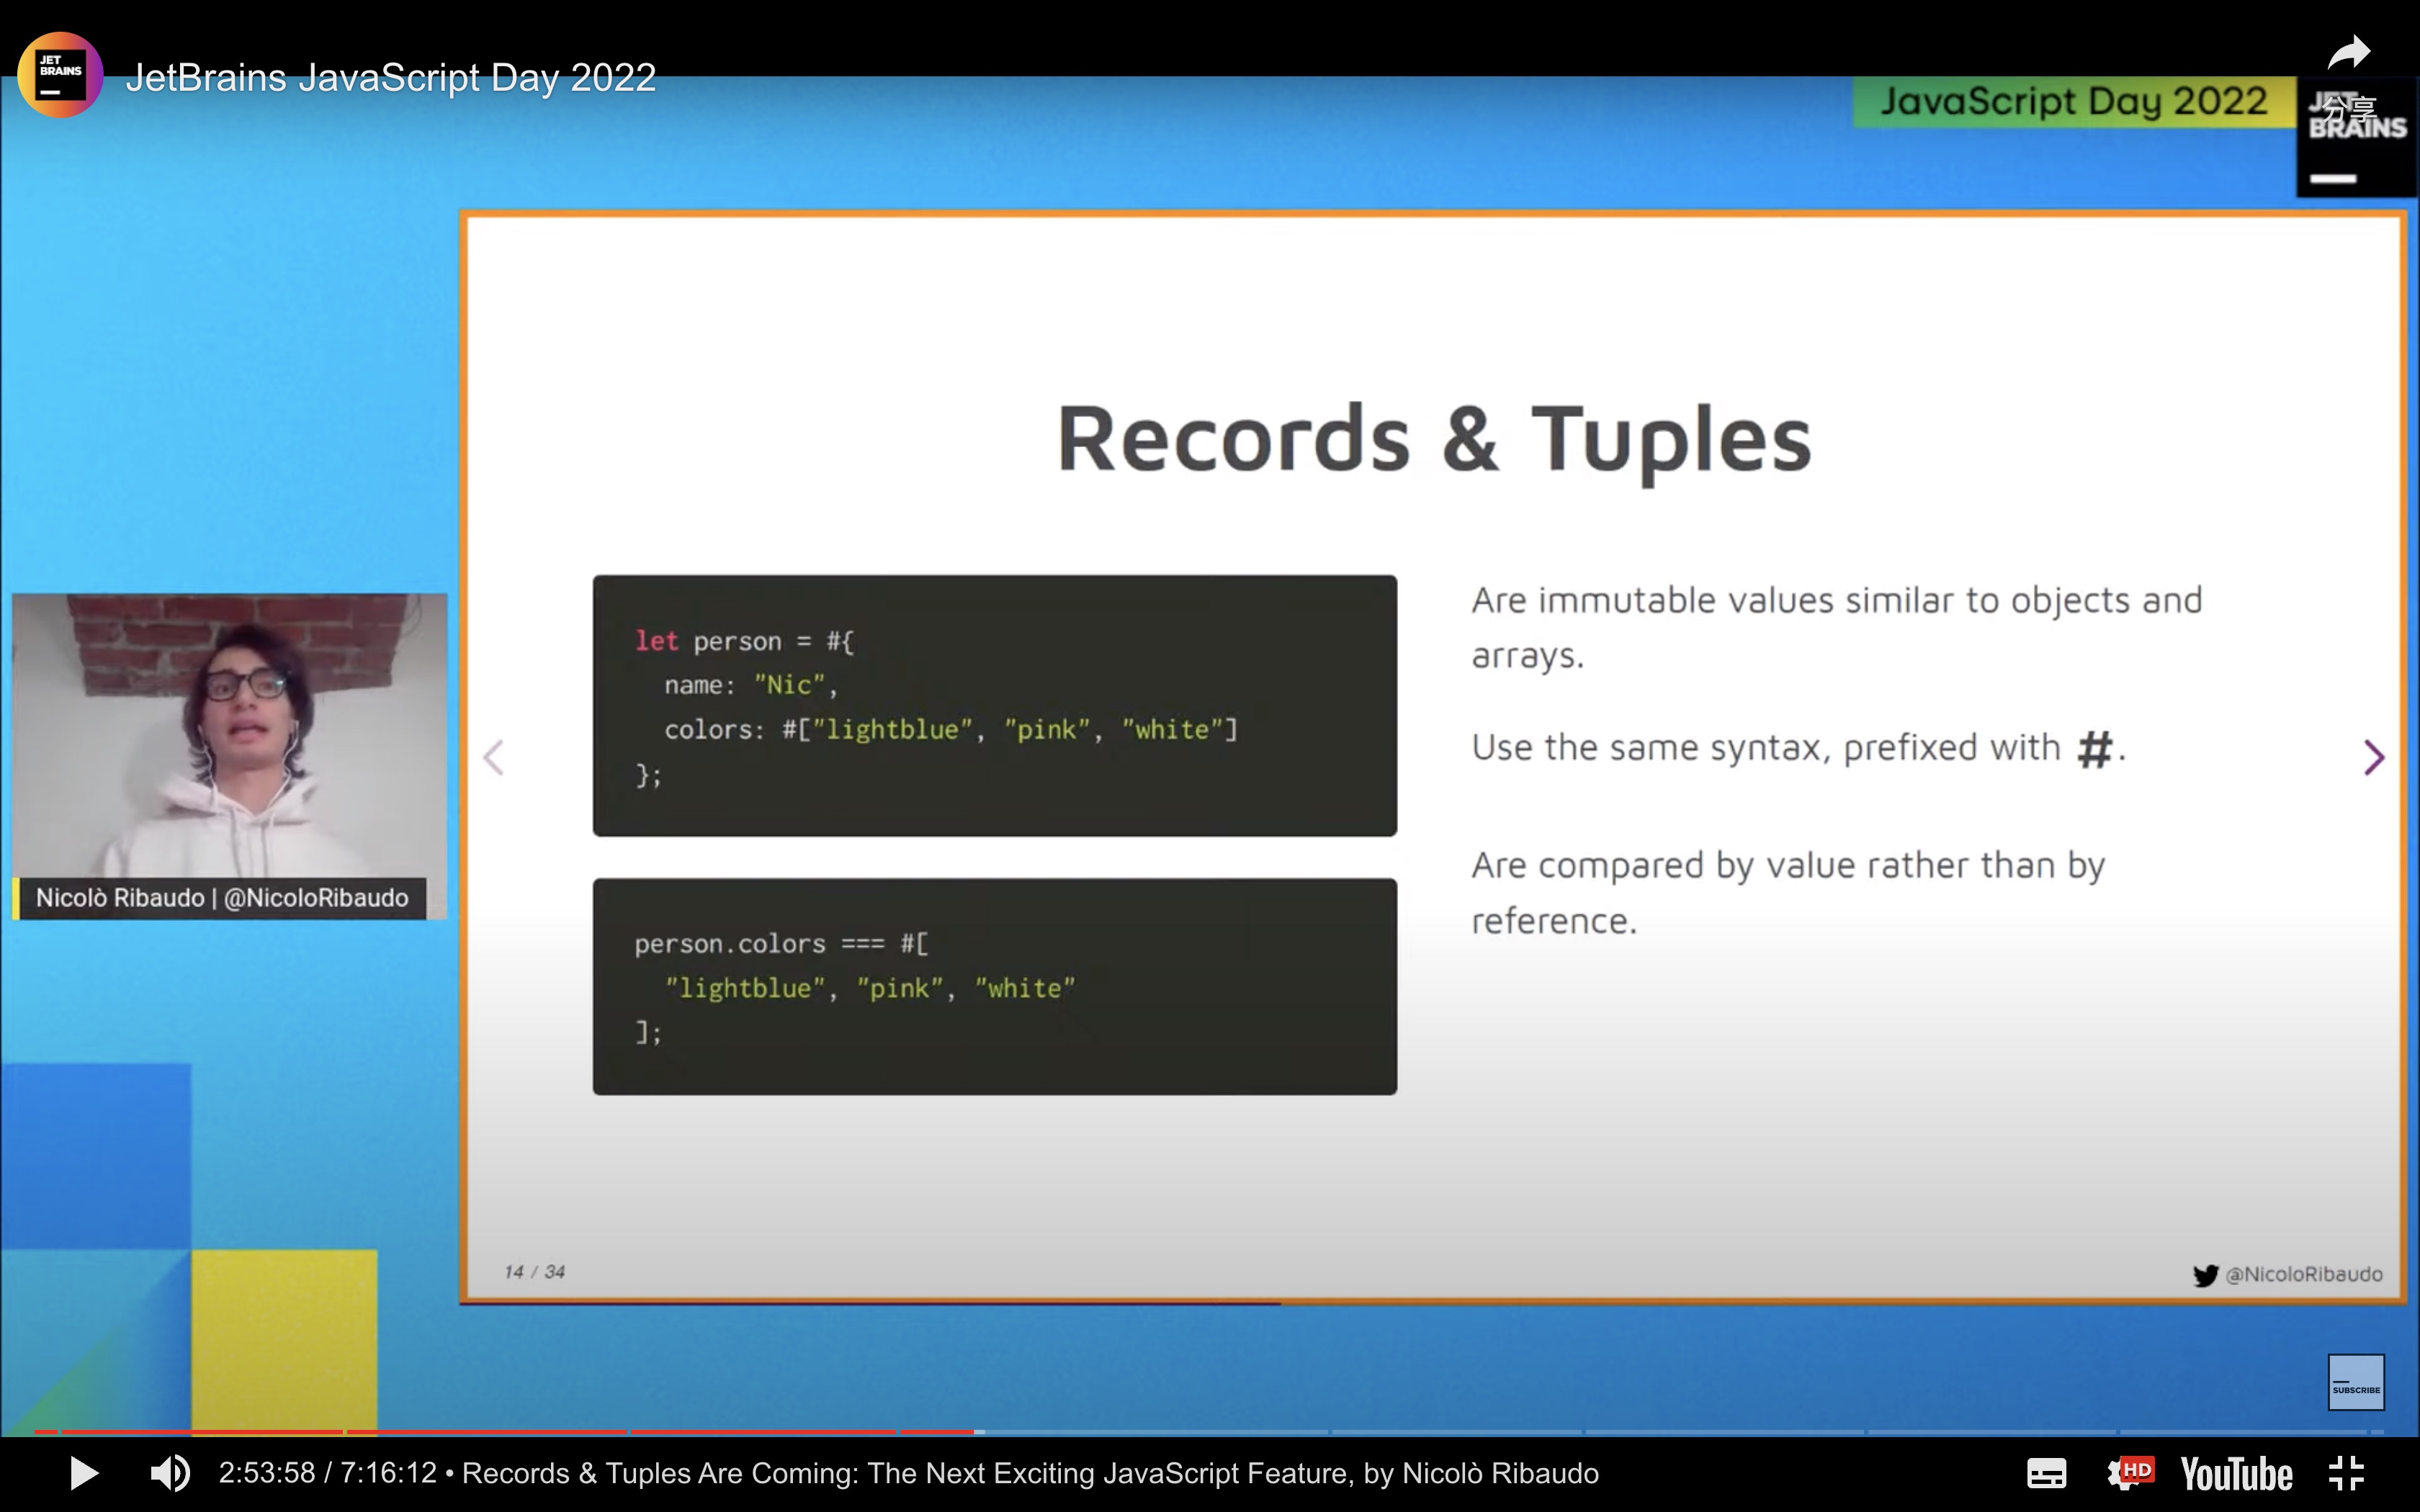 JET
BRAINS
JetBrains JavaScript Day 2022
JavaScript Day 2022
JET
BRAINS
分享
Records & Tuples
let person = #{
  name: "Nic",
  colors: #["lightblue", "pink", "white"]
};
person.colors === #[
  "lightblue", "pink", "white"
];
Are immutable values similar to objects and
arrays.
Use the same syntax, prefixed with #.
Are compared by value rather than by
reference.
Nicolò Ribaudo | @NicoloRibaudo
14 / 34
@NicoloRibaudo
SUBSCRIBE
2:53:58 / 7:16:12 • Records & Tuples Are Coming: The Next Exciting JavaScript Feature, by Nicolò Ribaudo
HD
YouTube